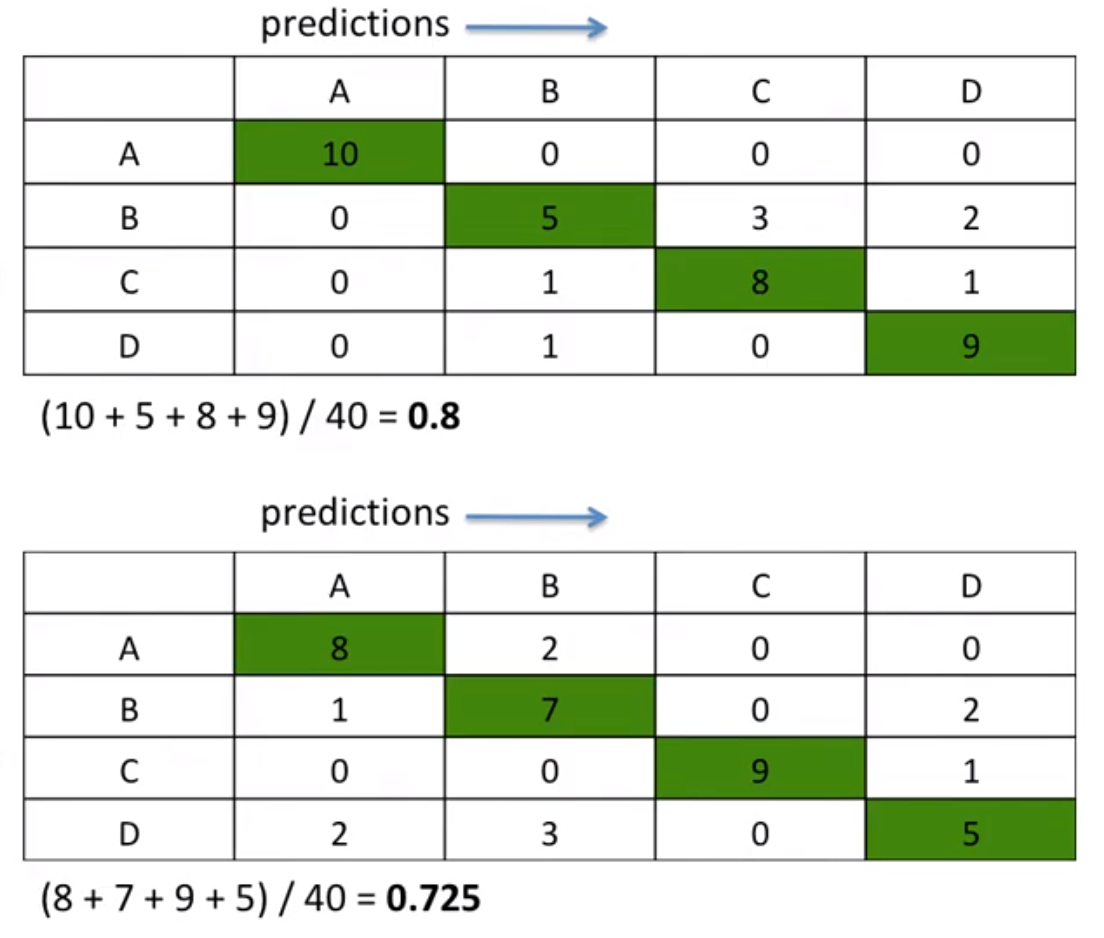 predictions
A B C D
A 10 0 0 0
B 0 5 3 2
C 0 1 8 1
D 0 1 0 9
(10 + 5 + 8 + 9) / 40 = 0.8
predictions
A B C D
A 8 2 0 0
B 1 7 0 2
C 0 0 9 1
D 2 3 0 5
(8 + 7 + 9 + 5) / 40 = 0.725